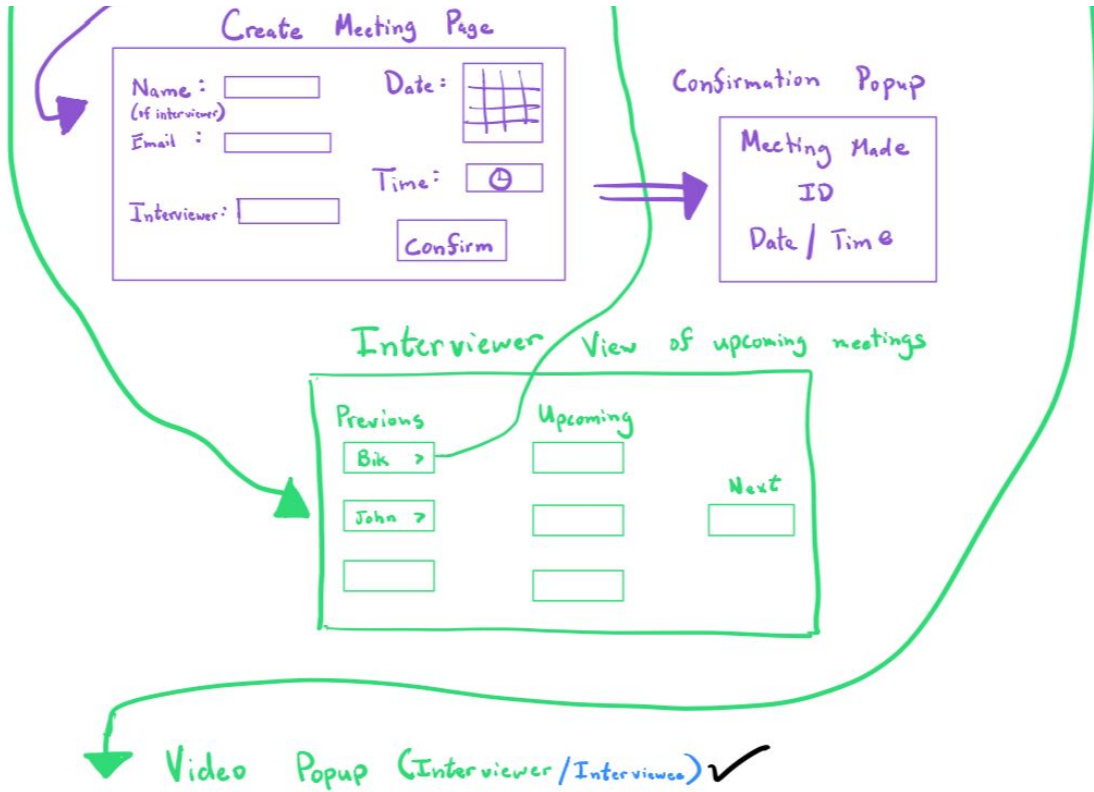 Create Meeting Page
Name:
(of interviewer)
Email :
Interviewer:
Date:
Time:
Confirm
Confirmation Popup
Meeting Made
ID
Date / Time
Interviewer View of upcoming meetings
Previous
Bik >
John >
Upcoming
Next
Video Popup (Interviewer/Interviewee)